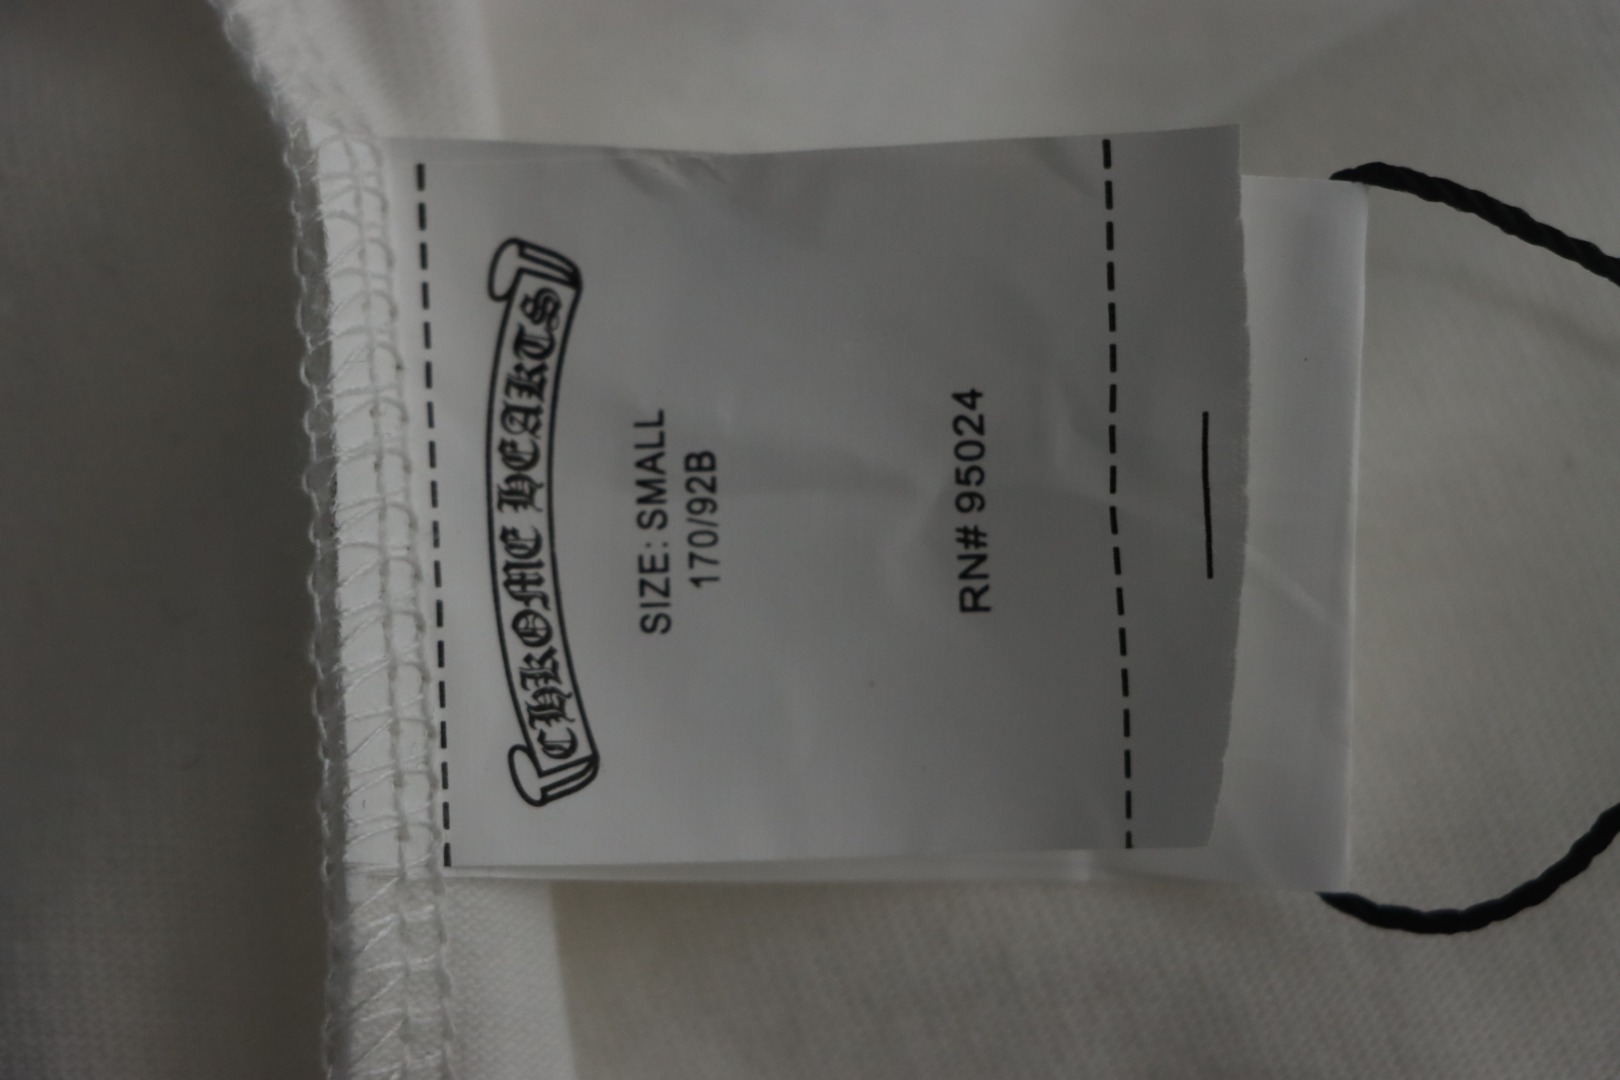 CHROME HEARTS
SIZE: SMALL
170/92B
RN# 95024